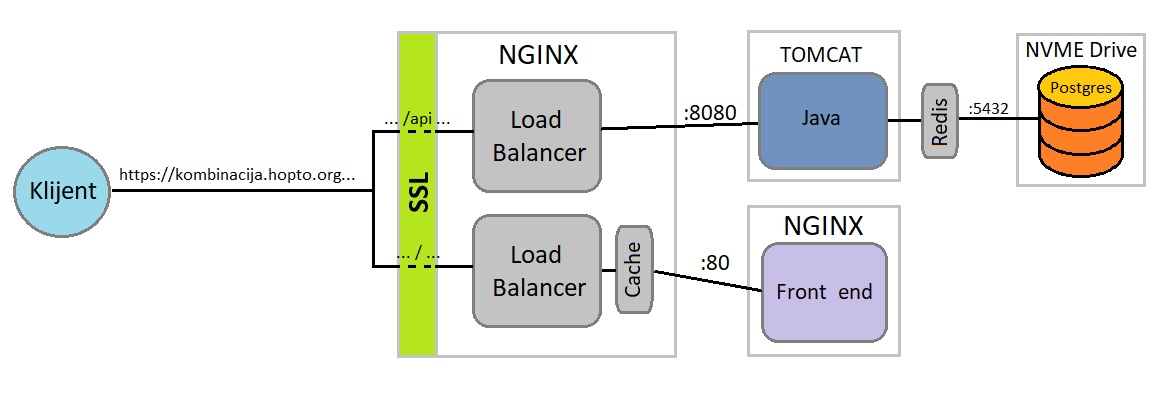 Klijent
https://kombinacija.hopto.org...
SSL
NGINX
... /api ...
Load
Balancer
... / ...
Load
Balancer
Cache
:8080
:80
TOMCAT
Java
NGINX
Front end
Redis
:5432
NVME Drive
Postgres